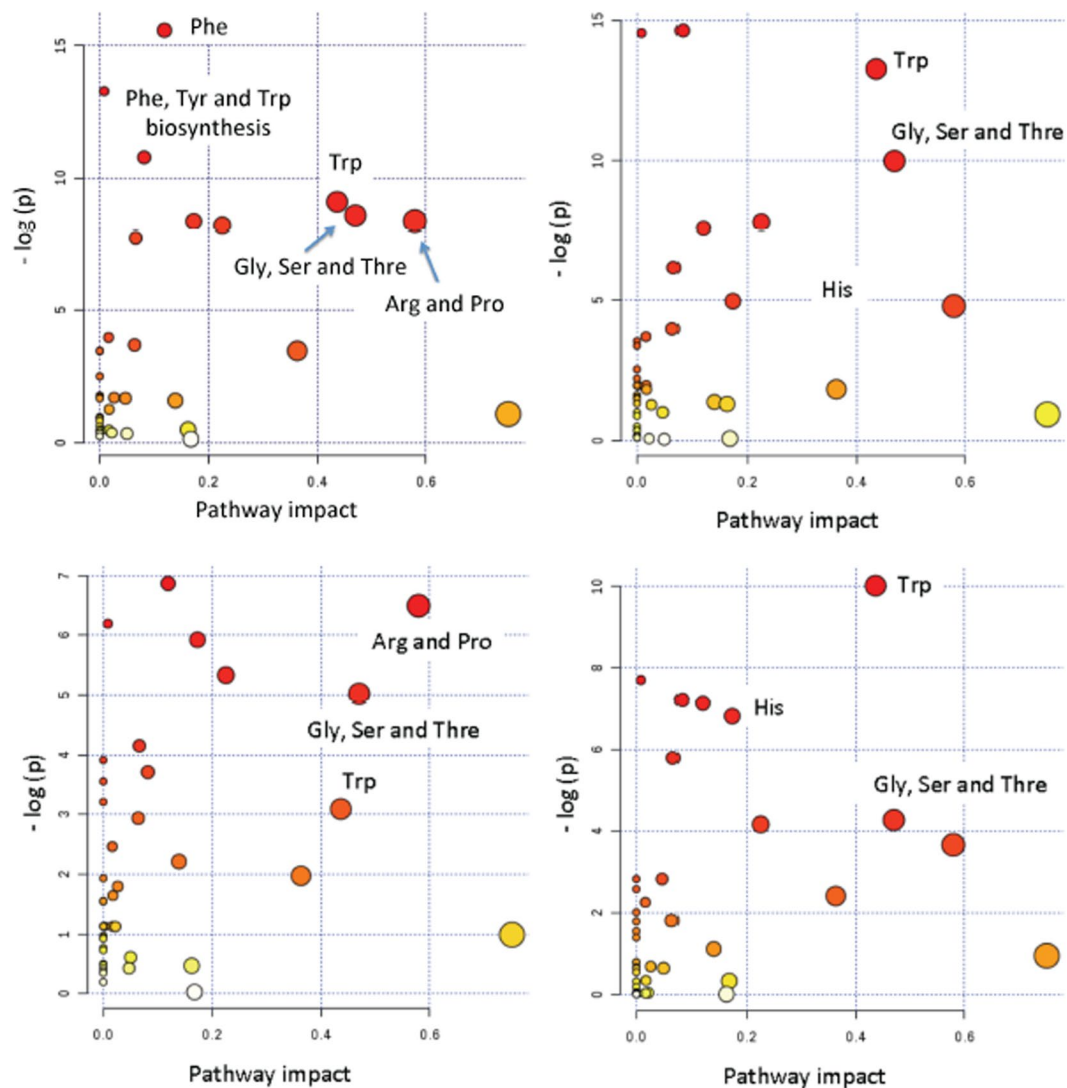 Phe
15
Phe, Tyr and Trp
biosynthesis
10
Trp
Gly, Ser and Thre
Arg and Pro
5
0
- log (p)
0.0 0.2 0.4 0.6
Pathway impact
15
Trp
Gly, Ser and Thre
10
His
5
0
- log (p)
0.0 0.2 0.4 0.6
Pathway impact
7
6
Arg and Pro
5
Gly, Ser and Thre
4
Trp
3
2
1
0
- log (p)
0.0 0.2 0.4 0.6
Pathway impact
10
Trp
8
His
6
Gly, Ser and Thre
4
2
0
- log (p)
0.0 0.2 0.4 0.6
Pathway impact